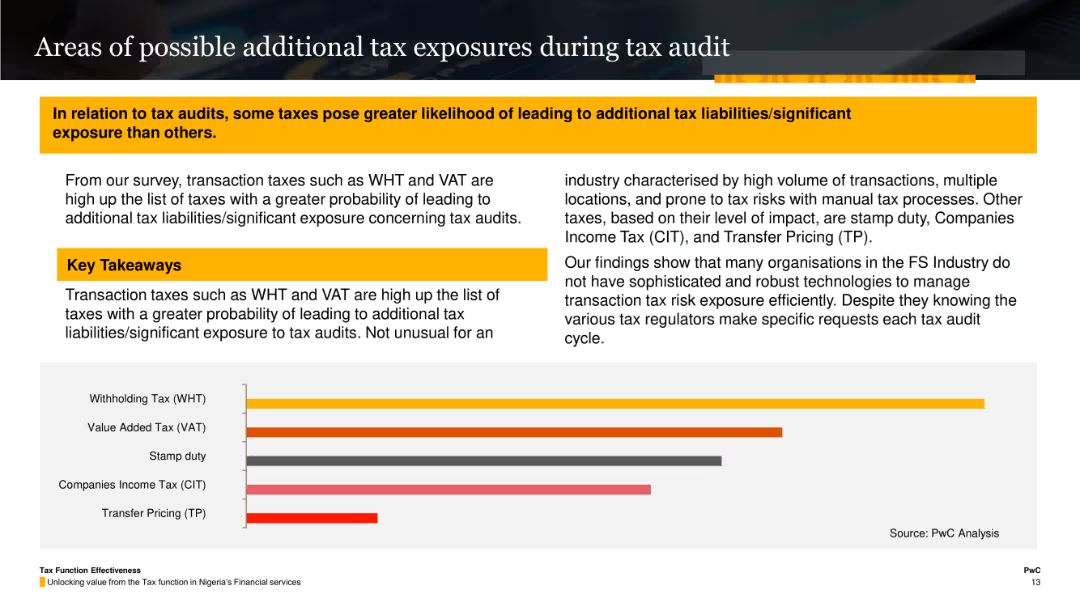 Areas of possible additional tax exposures during tax audit
In relation to tax audits, some taxes pose greater likelihood of leading to additional tax liabilities/significant
exposure than others.
From our survey, transaction taxes such as WHT and VAT are
high up the list of taxes with a greater probability of leading to
additional tax liabilities/significant exposure concerning tax audits.
Key Takeaways
Transaction taxes such as WHT and VAT are high up the list of
taxes with a greater probability of leading to additional tax
liabilities/significant exposure to tax audits. Not unusual for an
industry characterised by high volume of transactions, multiple
locations, and prone to tax risks with manual tax processes. Other
taxes, based on their level of impact, are stamp duty, Companies
Income Tax (CIT), and Transfer Pricing (TP).
Our findings show that many organisations in the FS Industry do
not have sophisticated and robust technologies to manage
transaction tax risk exposure efficiently. Despite they knowing the
various tax regulators make specific requests each tax audit
cycle.
Withholding Tax (WHT)
Value Added Tax (VAT)
Stamp duty
Companies Income Tax (CIT)
Transfer Pricing (TP)
Source: PwC Analysis
Tax Function Effectiveness
Unlocking value from the Tax function in Nigeria's Financial services
PwC
13